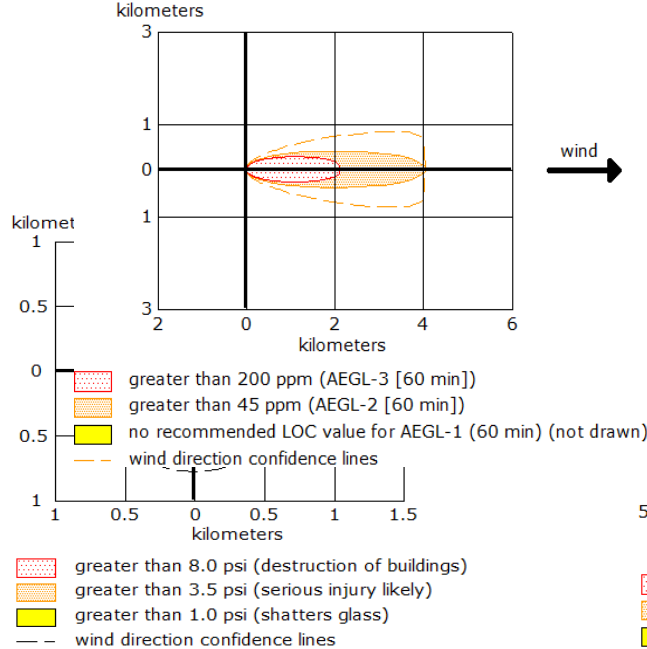 kilometers
3
1
0
1
3
wind
2 0 2 4 6
kilometers
greater than 200 ppm (AEGL-3 [60 min])
greater than 45 ppm (AEGL-2 [60 min])
no recommended LOC value for AEGL-1 (60 min) (not drawn)
wind direction confidence lines
1
0.5
0
0.5
1
1 0.5 0 0.5 1 1.5
kilometers
greater than 8.0 psi (destruction of buildings)
greater than 3.5 psi (serious injury likely)
greater than 1.0 psi (shatters glass)
wind direction confidence lines
5